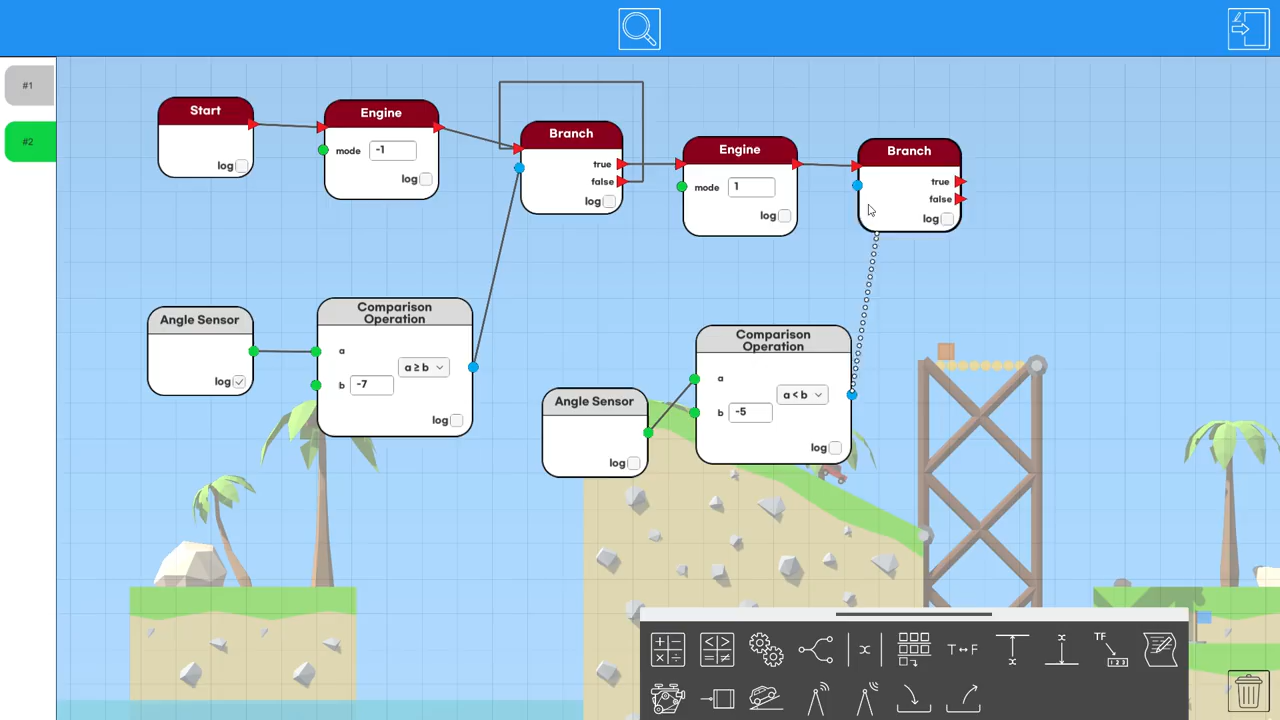 #1
#2
Start
log
Engine
mode -1
log
Branch
true
false
log
Engine
mode 1
log
Branch
true
false
log
Angle Sensor
log
Comparison
Operation
a
a ≥ b
b -7
log
Angle Sensor
log
Comparison
Operation
a
a < b
b -5
log
x
T↔F
x
x
TF
123